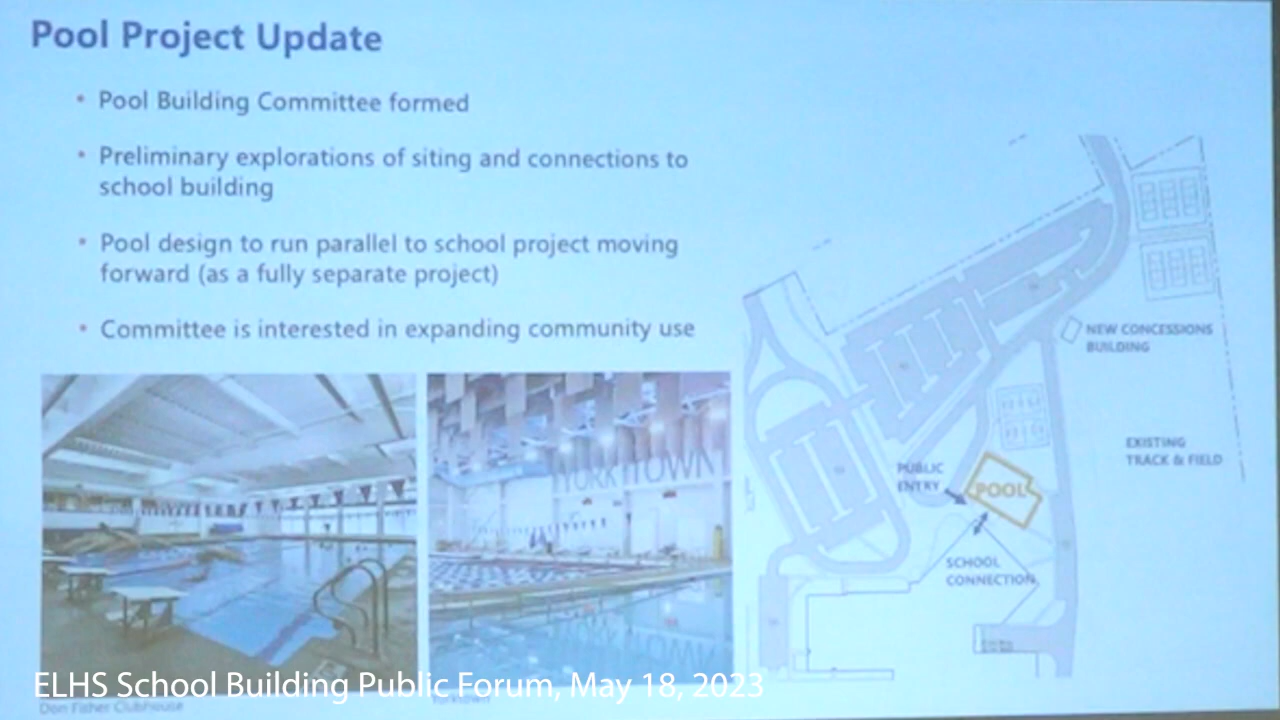 Pool Project Update
• Pool Building Committee formed
• Preliminary explorations of siting and connections to
school building
• Pool design to run parallel to school project moving
forward (as a fully separate project)
• Committee is interested in expanding community use
NEW CONCESSIONS
BUILDING
EXISTING
TRACK & FIELD
PUBLIC
ENTRY
POOL
SCHOOL
CONNECTION
YORKTOWN
ELHS School Building Public Forum, May 18, 2023
Don Fisher Clubhouse
Yorktown